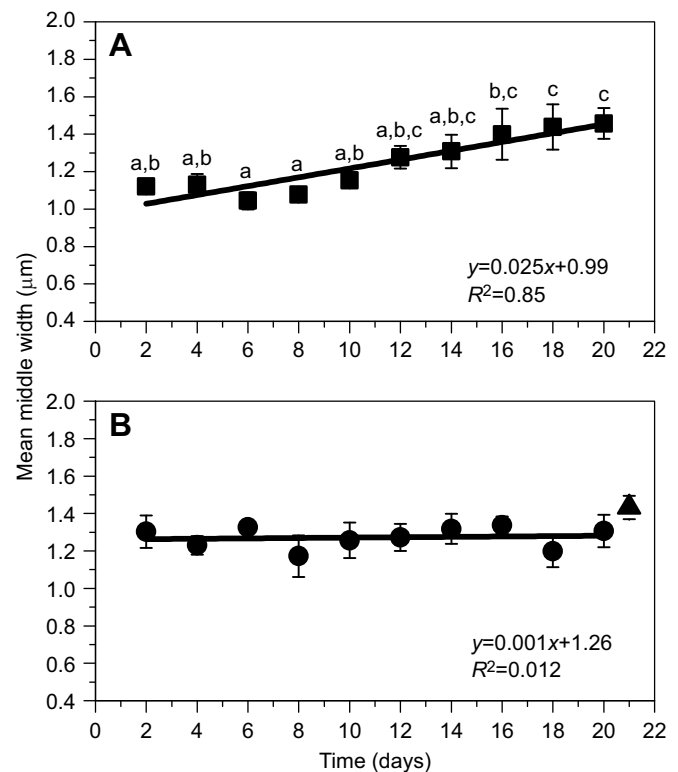 Mean middle width (μm)
A
2.0
1.8
1.6
1.4
1.2
1.0
0.8
0.6
0.4
a,b
a,b
a
a
a,b
a,b,c
a,b,c
b,c
c
c
y=0.025x+0.99
R²=0.85
0 2 4 6 8 10 12 14 16 18 20 22
B
2.0
1.8
1.6
1.4
1.2
1.0
0.8
0.6
0.4
y=0.001x+1.26
R²=0.012
0 2 4 6 8 10 12 14 16 18 20 22
Time (days)